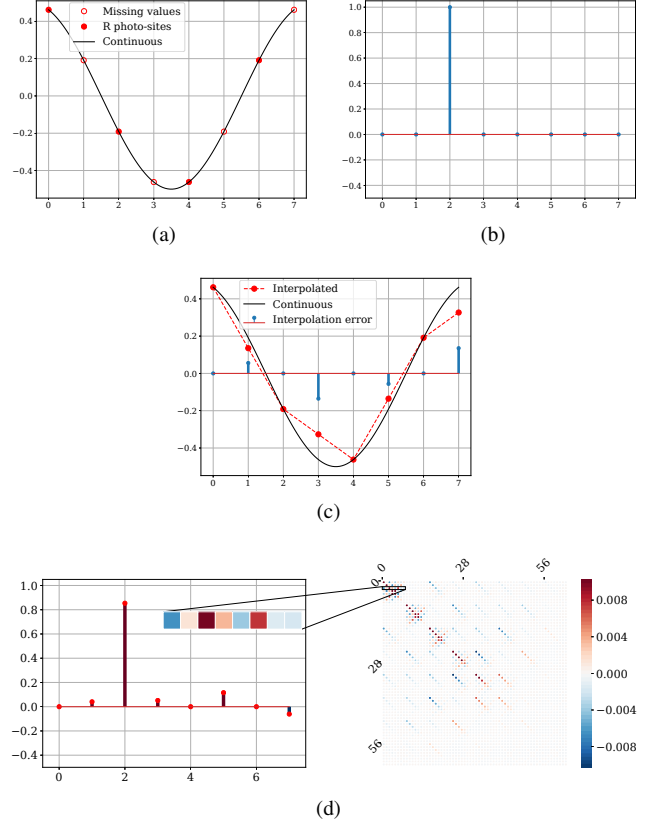 0.4
0.2
0.0
−0.2
−0.4
Missing values
R photo-sites
Continuous
0 1 2 3 4 5 6 7
(a)
1.0
0.8
0.6
0.4
0.2
0.0
−0.2
−0.4
0 1 2 3 4 5 6 7
(b)
0.4
0.2
0.0
−0.2
−0.4
Interpolated
Continuous
Interpolation error
0 1 2 3 4 5 6 7
(c)
1.0
0.8
0.6
0.4
0.2
0.0
−0.2
−0.4
0 2 4 6
0 28 56
0
28
56
0.008
0.004
0.000
−0.004
−0.008
(d)